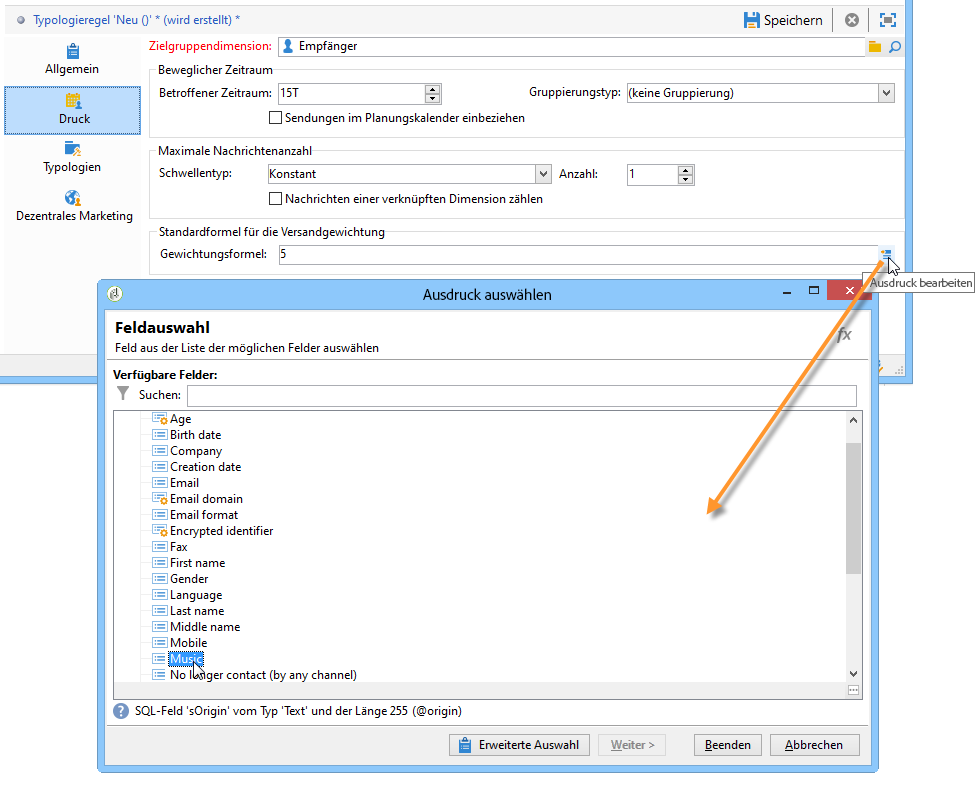 Typologieregel 'Neu ()' * (wird erstellt) *
Speichern
Allgemein
Druck
Typologien
Dezentrales Marketing
Zielgruppendimension: Empfänger
Beweglicher Zeitraum
Betroffener Zeitraum: 15T Gruppierungstyp: (keine Gruppierung)
Sendungen im Planungskalender einbeziehen
Maximale Nachrichtenanzahl
Schwellentyp: Konstant Anzahl: 1
Nachrichten einer verknüpften Dimension zählen
Standardformel für die Versandgewichtung
Gewichtungsformel: 5
Ausdruck bearbeiten
Ausdruck auswählen
Feldauswahl
Feld aus der Liste der möglichen Felder auswählen
fx
Verfügbare Felder:
Suchen:
Age
Birth date
Company
Creation date
Email
Email domain
Email format
Encrypted identifier
Fax
First name
Gender
Language
Last name
Middle name
Mobile
Music
No longer contact (by any channel)
SQL-Feld 'sOrigin' vom Typ 'Text' und der Länge 255 (@origin)
Erweiterte Auswahl Weiter > Beenden Abbrechen